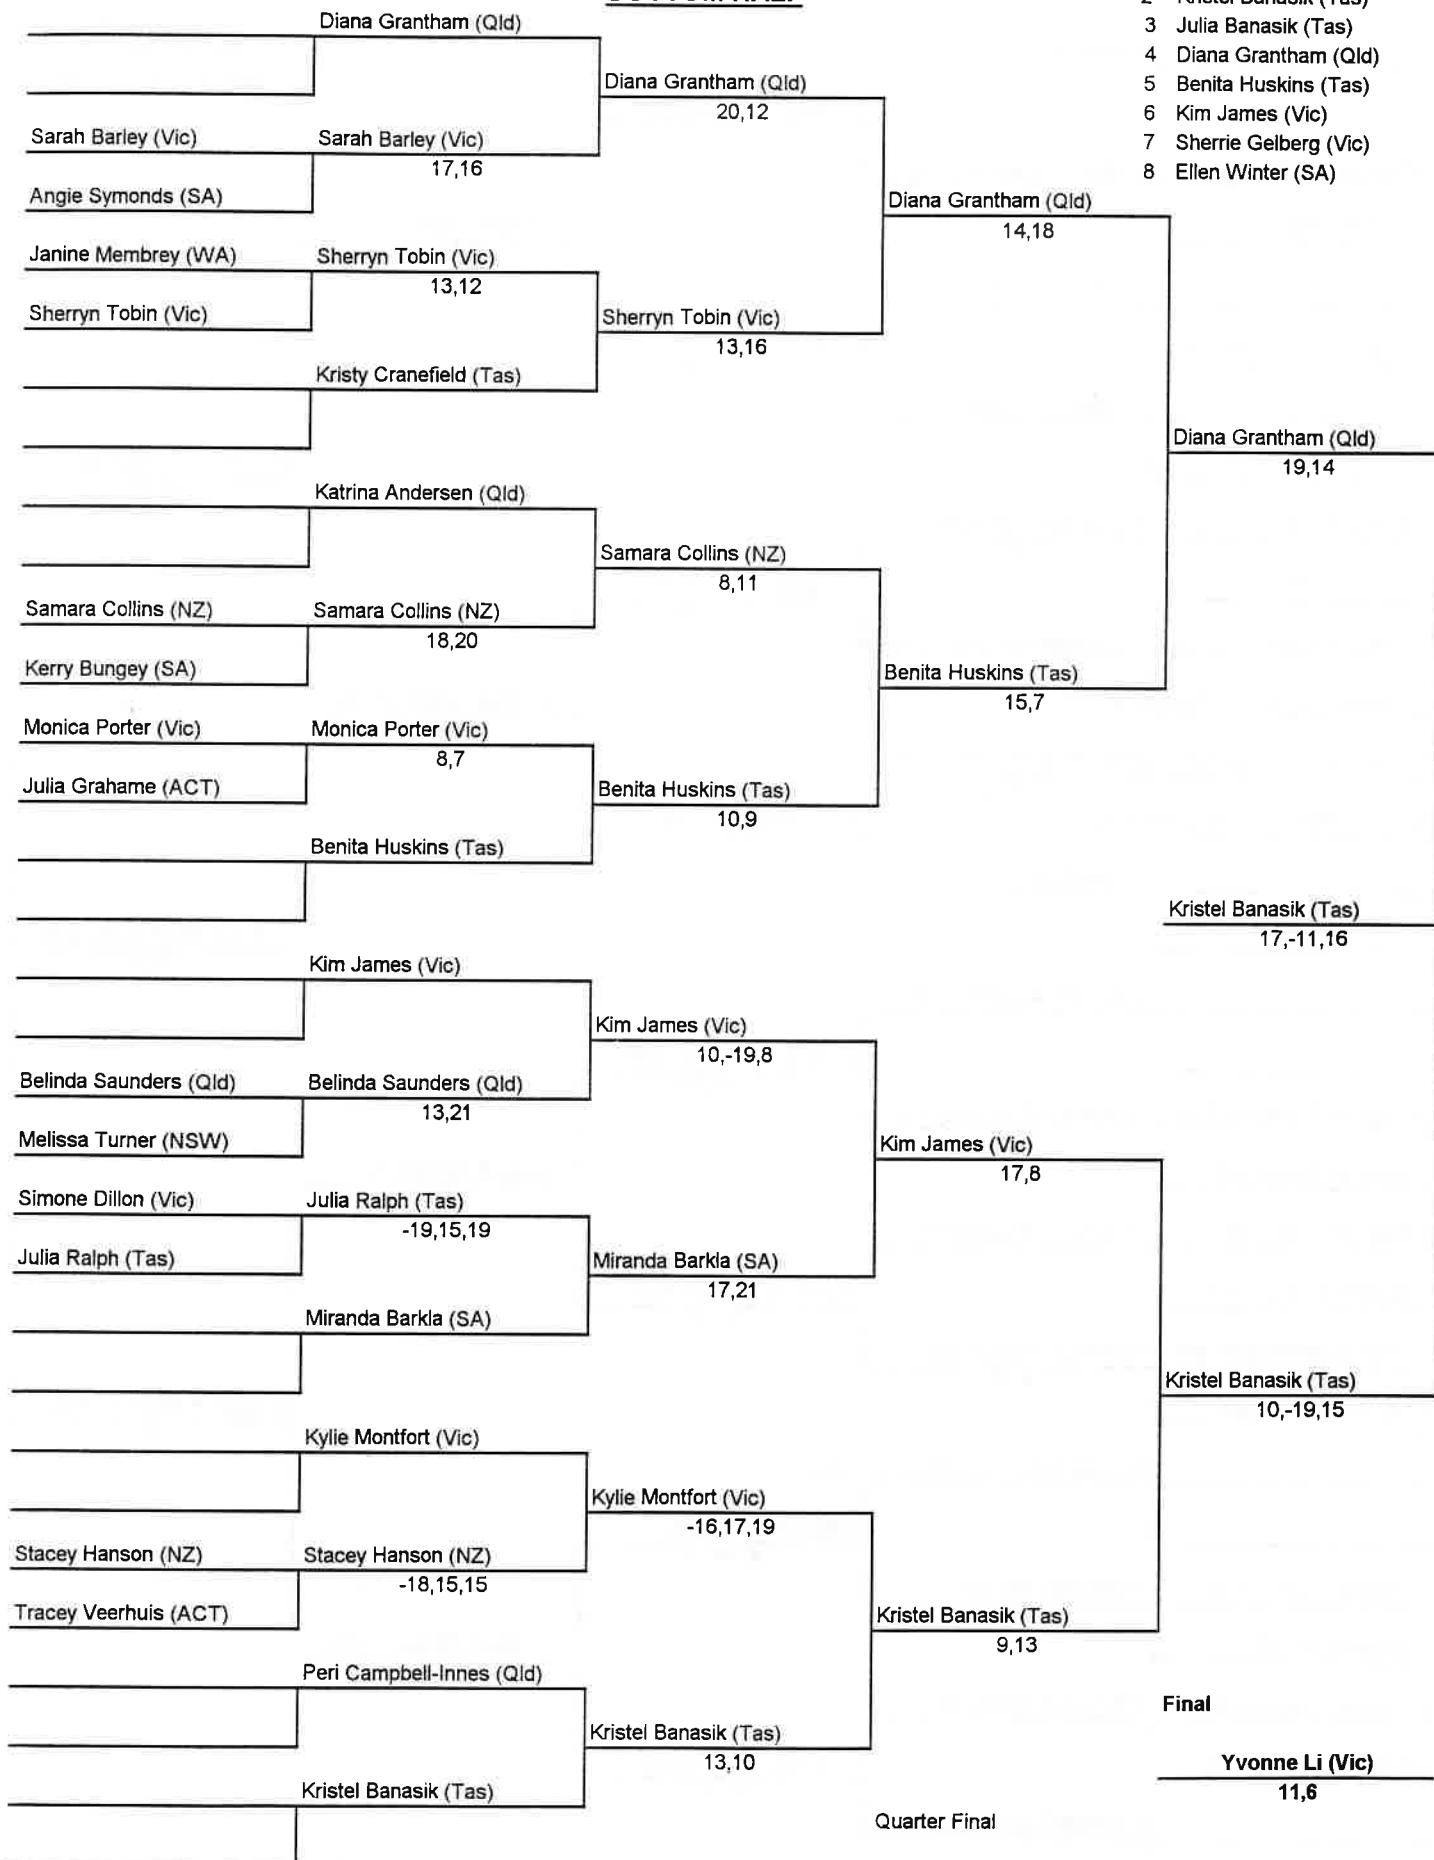 BOTTOM HALF
2 Kristel Banasik (Tas)
Diana Grantham (Qld)
3 Julia Banasik (Tas)
4 Diana Grantham (Qld)
Diana Grantham (Qld)
5 Benita Huskins (Tas)
20,12
6 Kim James (Vic)
Sarah Barley (Vic) Sarah Barley (Vic)
7 Sherrie Gelberg (Vic)
17,16
8 Ellen Winter (SA)
Angie Symonds (SA)
Diana Grantham (Qld)
14,18
Janine Membrey (WA) Sherryn Tobin (Vic)
13,12
Sherryn Tobin (Vic)
Sherryn Tobin (Vic)
13,16
Kristy Cranefield (Tas)
Diana Grantham (Qld)
19,14
Katrina Andersen (Qld)
Samara Collins (NZ)
8,11
Samara Collins (NZ) Samara Collins (NZ)
18,20
Kerry Bungey (SA)
Benita Huskins (Tas)
15,7
Monica Porter (Vic) Monica Porter (Vic)
8,7
Julia Grahame (ACT)
Benita Huskins (Tas)
10,9
Benita Huskins (Tas)
Kristel Banasik (Tas)
17,-11,16
Kim James (Vic)
Kim James (Vic)
10,-19,8
Belinda Saunders (Qld) Belinda Saunders (Qld)
13,21
Melissa Turner (NSW)
Kim James (Vic)
17,8
Simone Dillon (Vic) Julia Ralph (Tas)
-19,15,19
Julia Ralph (Tas)
Miranda Barkla (SA)
17,21
Miranda Barkla (SA)
Kristel Banasik (Tas)
10,-19,15
Kylie Montfort (Vic)
Kylie Montfort (Vic)
-16,17,19
Stacey Hanson (NZ) Stacey Hanson (NZ)
-18,15,15
Tracey Veerhuis (ACT)
Kristel Banasik (Tas)
9,13
Peri Campbell-Innes (Qld)
Final
Kristel Banasik (Tas)
13,10
Yvonne Li (Vic)
11,6
Kristel Banasik (Tas)
Quarter Final